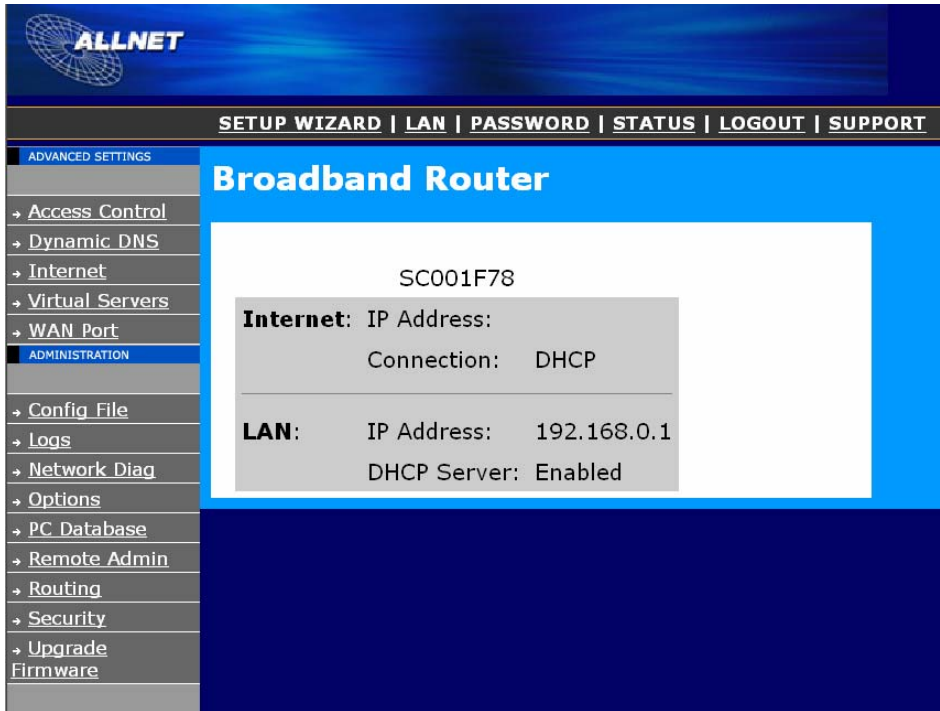 ALLNET
SETUP WIZARD | LAN | PASSWORD | STATUS | LOGOUT | SUPPORT
ADVANCED SETTINGS
Access Control
Dynamic DNS
Internet
Virtual Servers
WAN Port
ADMINISTRATION
Config File
Logs
Network Diag
Options
PC Database
Remote Admin
Routing
Security
Upgrade
Firmware
Broadband Router
SC001F78
Internet: IP Address:
Connection: DHCP
LAN: IP Address: 192.168.0.1
DHCP Server: Enabled